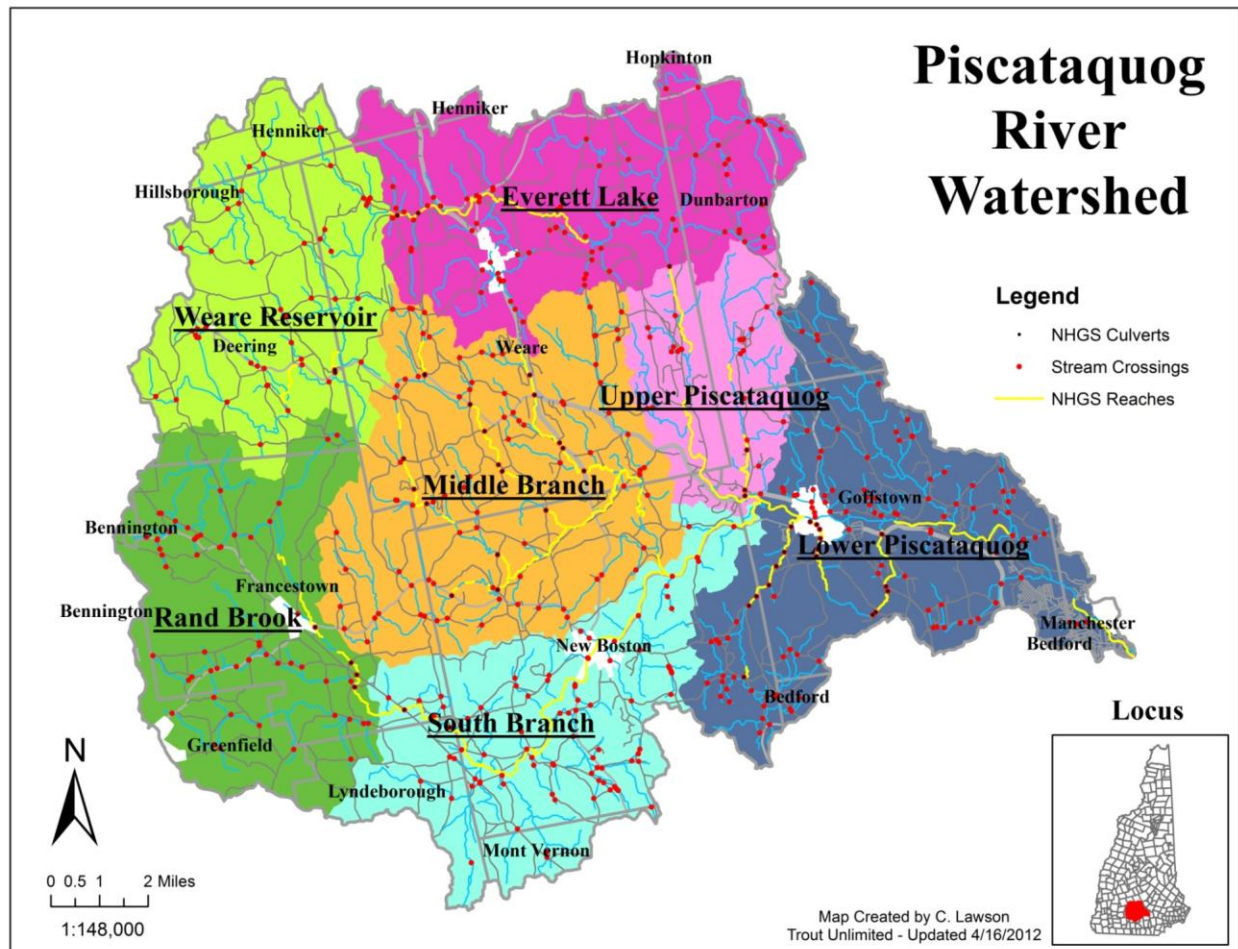 Piscataquog
River
Watershed
Hopkinton
Henniker
Henniker
Hillsborough
Everett Lake
Dunbarton
Legend
NHGS Culverts
Stream Crossings
NHGS Reaches
Weare Reservoir
Deering
Weare
Upper Piscataquog
Middle Branch
Goffstown
Bennington
Lower Piscataquog
Francestown
Bennington
Rand Brook
New Boston
Manchester
Bedford
Bedford
South Branch
Locus
N
Greenfield
Lyndeborough
Mont Vernon
0 0.5 1 2 Miles
1:148,000
Map Created by C. Lawson
Trout Unlimited - Updated 4/16/2012